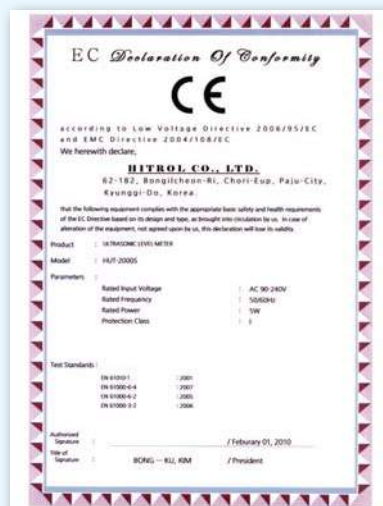 EC Declaration Of Conformity
CE
according to Low Voltage Directive 2006/95/EC
and EMC Directive 2004/108/EC
We herewith declare,
HITROL CO., LTD.
62-182, Bongilcheon-Ri, Chori-Eup, Paju-City,
Kyunggi-Do, Korea.
that the following equipment complies with the appropriate basic safety and health requirements
of the EC Directive based on its design and type, as brought into circulation by us. In case of
alteration of the equipment, not agreed upon by us, this declaration will lose its validity.
Product : ULTRASONIC LEVEL METER
Model : HUT-2000S
Parameters :
Rated Input Voltage : AC 90-240V
Rated Frequency : 50/60Hz
Rated Power : 5W
Protection Class : I
Test Standards :
EN 61010-1 : 2001
EN 61000-6-4 : 2007
EN 61000-6-2 : 2005
EN 61000-3-2 : 2006
Authorized
Signature : / Feburary 01, 2010
Title of
Signature : BONG - KU, KIM / President